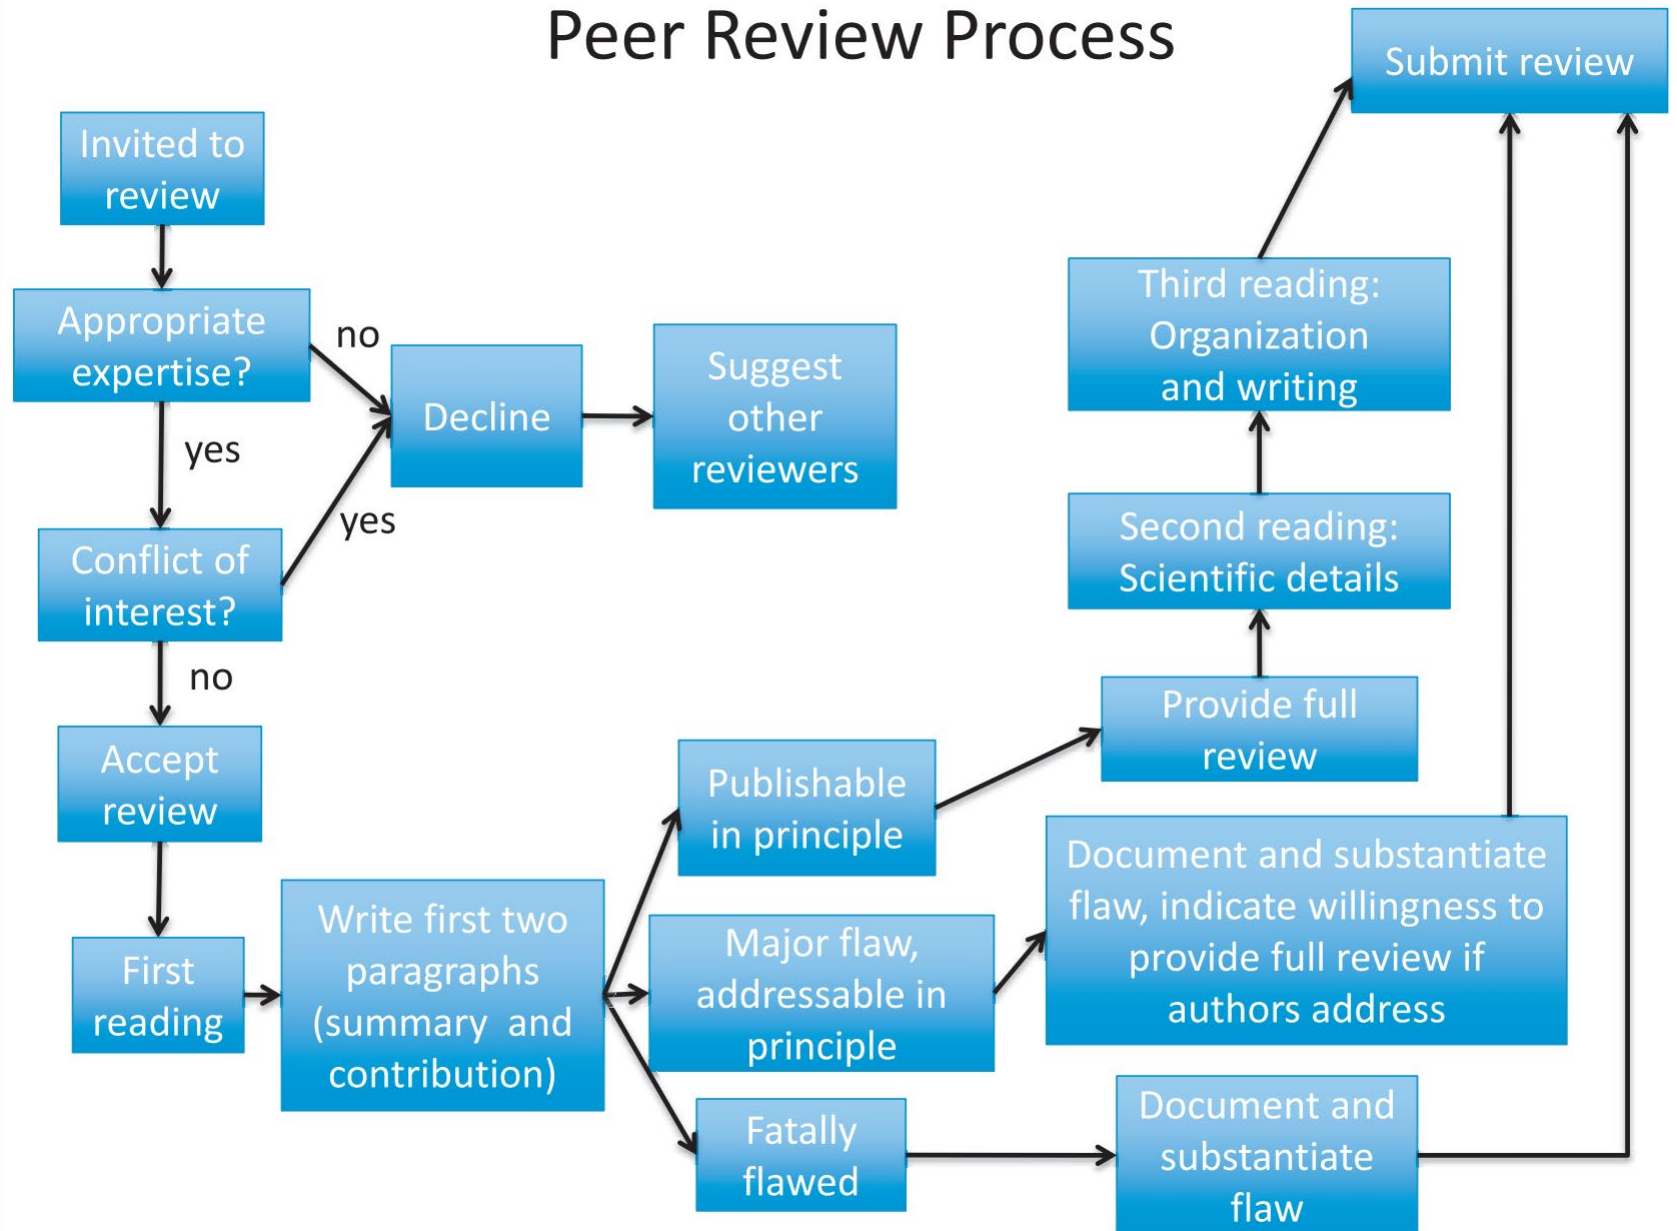 Peer Review Process
Submit review
Invited to
review
Appropriate
expertise?
no
yes
Decline
Suggest
other
reviewers
Conflict of
interest?
yes
no
Accept
review
First
reading
Write first two
paragraphs
(summary and
contribution)
Publishable
in principle
Provide full
review
Second reading:
Scientific details
Third reading:
Organization
and writing
Major flaw,
addressable in
principle
Document and substantiate
flaw, indicate willingness to
provide full review if
authors address
Fatally
flawed
Document and
substantiate
flaw